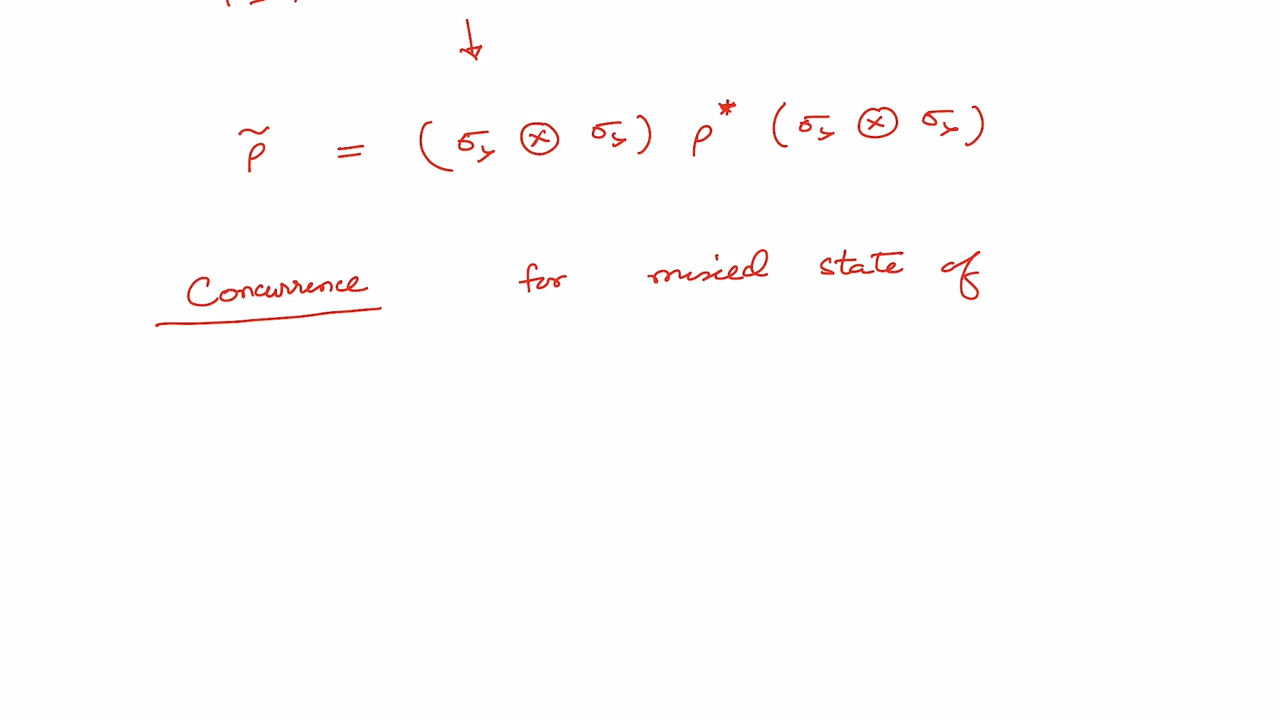 ρ̃ = (σy ⊗ σy) ρ* (σy ⊗ σy)
Concurrence for mixed state of